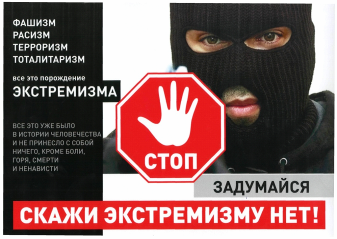 ФАШИЗМ
РАСИЗМ
ТЕРРОРИЗМ
ТОТАЛИТАРИЗМ
все это порождение
ЭКСТРЕМИЗМА
ВСЕ ЭТО УЖЕ БЫЛО
В ИСТОРИИ ЧЕЛОВЕЧЕСТВА
И НЕ ПРИНЕСЛО С СОБОЙ
НИЧЕГО, КРОМЕ БОЛИ,
ГОРЯ, СМЕРТИ
И НЕНАВИСТИ
СТОП
ЗАДУМАЙСЯ
СКАЖИ ЭКСТРЕМИЗМУ НЕТ!